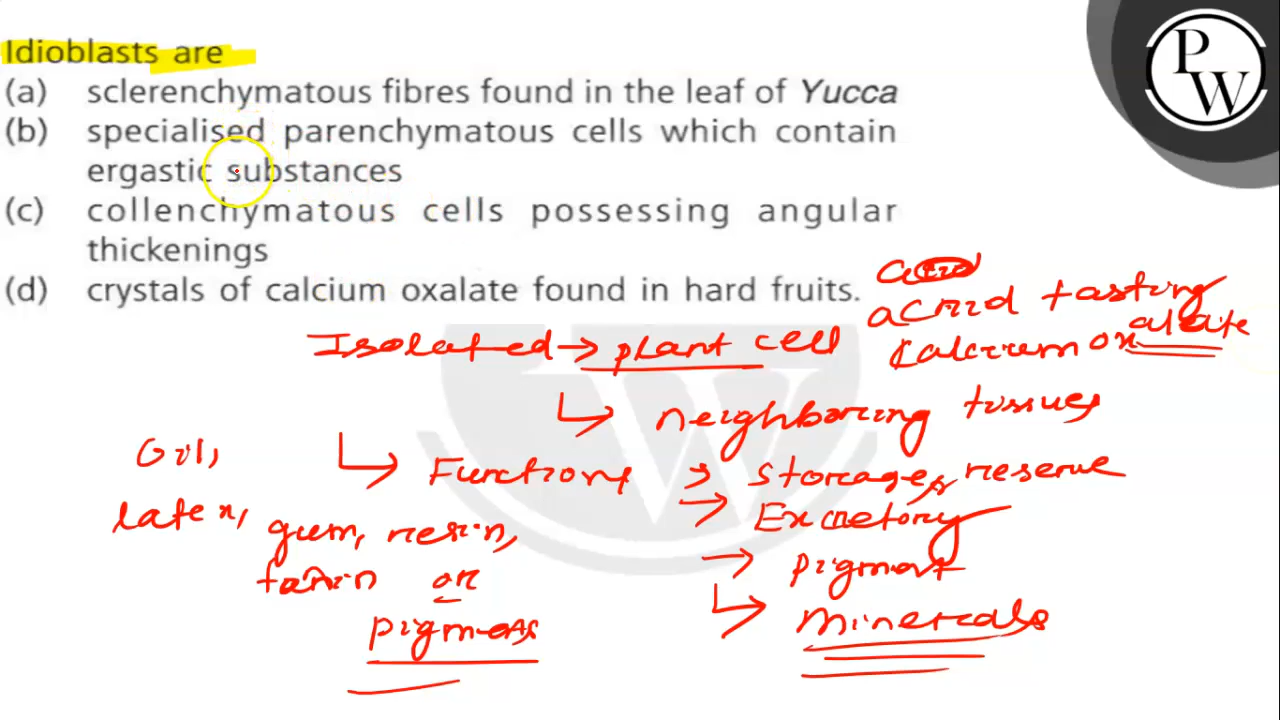 Idioblasts are
(a) sclerenchymatous fibres found in the leaf of Yucca
(b) specialised parenchymatous cells which contain
ergastic substances
(c) collenchymatous cells possessing angular
thickenings
(d) crystals of calcium oxalate found in hard fruits.
P
W
acrid tasting
calcium oxalate
Isolated → plant cell
↳ neighboring tissues
↳ Functions → storage, reserve
→ Excretory
→ pigment
↳ minerals
Oil,
latex,
gum, resin,
tannin or
pigments